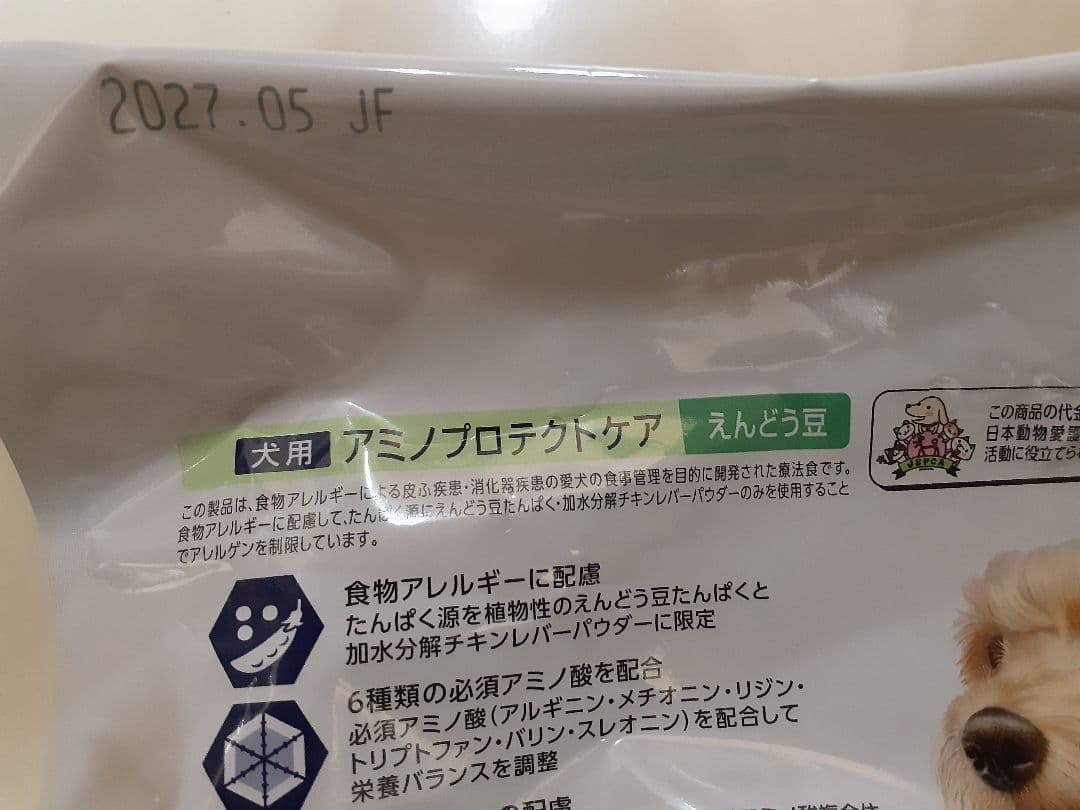 2027.05 JF
犬用 アミノプロテクトケア えんどう豆
この製品は、食物アレルギーによる皮ふ疾患・消化器疾患の愛犬の食事管理を目的に開発された療法食です。
食物アレルギーに配慮して、たんぱく源にえんどう豆たんぱく・加水分解チキンレバーパウダーのみを使用すること
でアレルゲンを制限しています。
この商品の代金
日本動物愛護
活動に役立てられ
JSPCA
食物アレルギーに配慮
たんぱく源を植物性のえんどう豆たんぱくと
加水分解チキンレバーパウダーに限定
6種類の必須アミノ酸を配合
必須アミノ酸(アルギニン・メチオニン・リジン・
トリプトファン・バリン・スレオニン)を配合して
栄養バランスを調整
の配慮